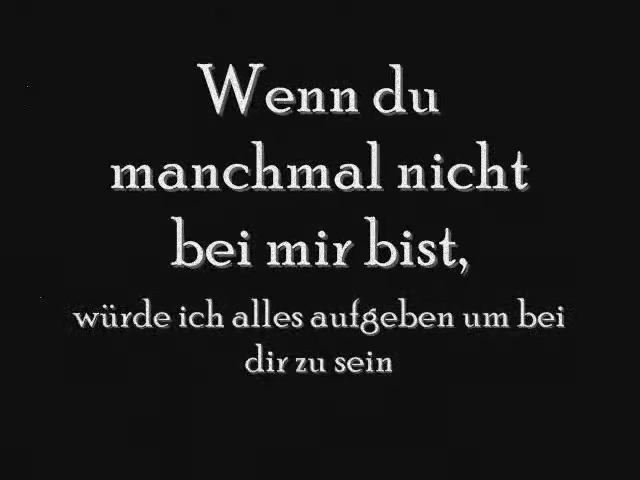 Wenn du
manchmal nicht
bei mir bist,
würde ich alles aufgeben um bei
dir zu sein